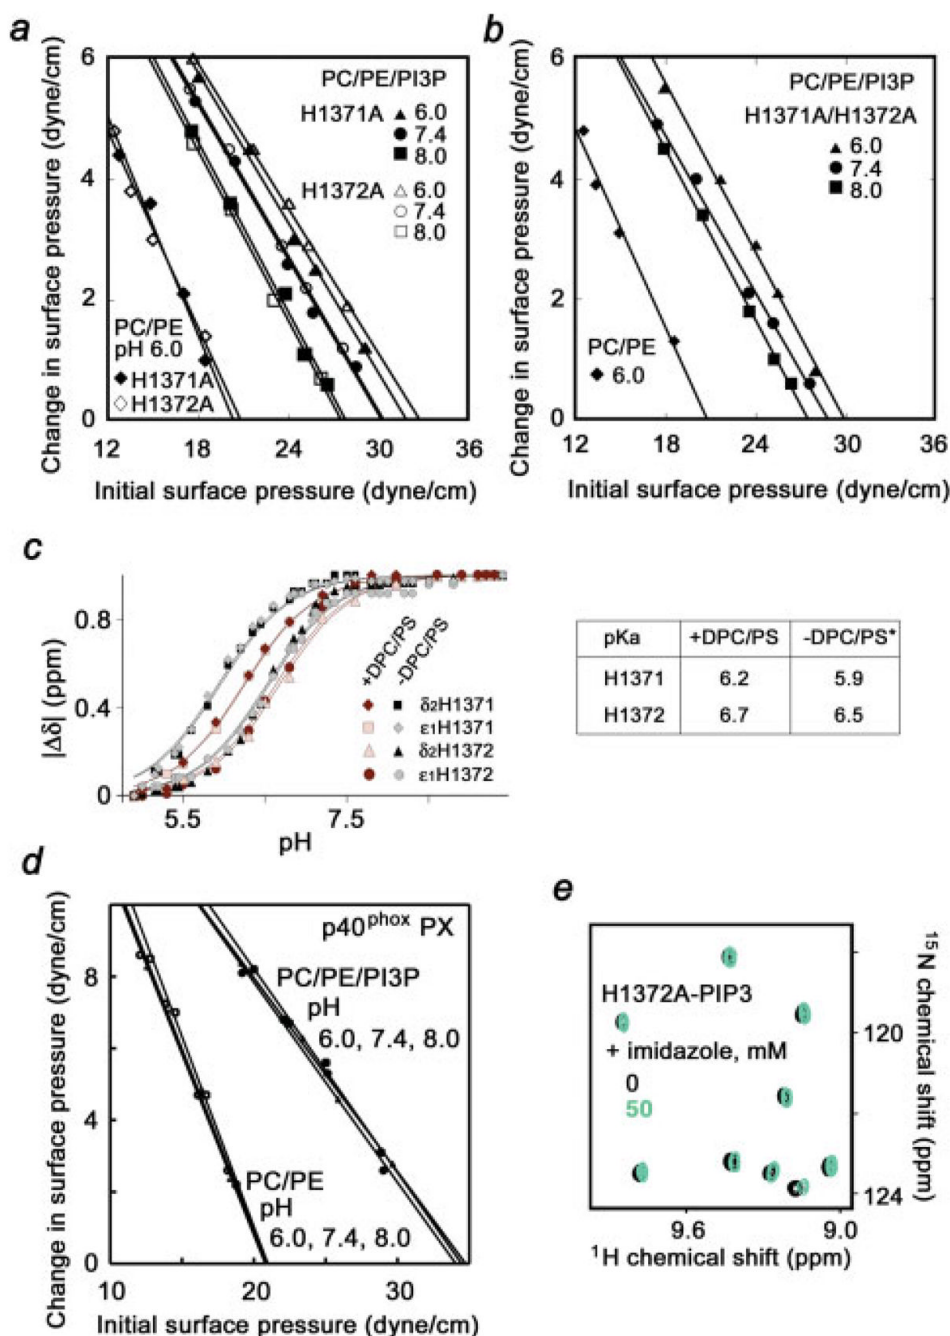 a
Change in surface pressure (dyne/cm)
6
4
2
0
12 18 24 30 36
Initial surface pressure (dyne/cm)
PC/PE/PI3P
H1371A ▲ 6.0
● 7.4
■ 8.0
H1372A △ 6.0
○ 7.4
□ 8.0
PC/PE
pH 6.0
◆ H1371A
◇ H1372A
b
Change in surface pressure (dyne/cm)
6
4
2
0
12 18 24 30 36
Initial surface pressure (dyne/cm)
PC/PE/PI3P
H1371A/H1372A
▲ 6.0
● 7.4
■ 8.0
PC/PE
◆ 6.0
c
|Δδ| (ppm)
0.8
0.4
0
5.5 7.5
pH
+DPC/PS
-DPC/PS
δ2H1371
ε1H1371
δ2H1372
ε1H1372
pKa +DPC/PS -DPC/PS*
H1371 6.2 5.9
H1372 6.7 6.5
d
Change in surface pressure (dyne/cm)
8
4
0
10 20 30
Initial surface pressure (dyne/cm)
p40phox PX
PC/PE/PI3P
pH
6.0, 7.4, 8.0
PC/PE
pH
6.0, 7.4, 8.0
e
H1372A-PIP3
+ imidazole, mM
0
50
15N chemical shift (ppm)
120
124
9.6 9.0
1H chemical shift (ppm)